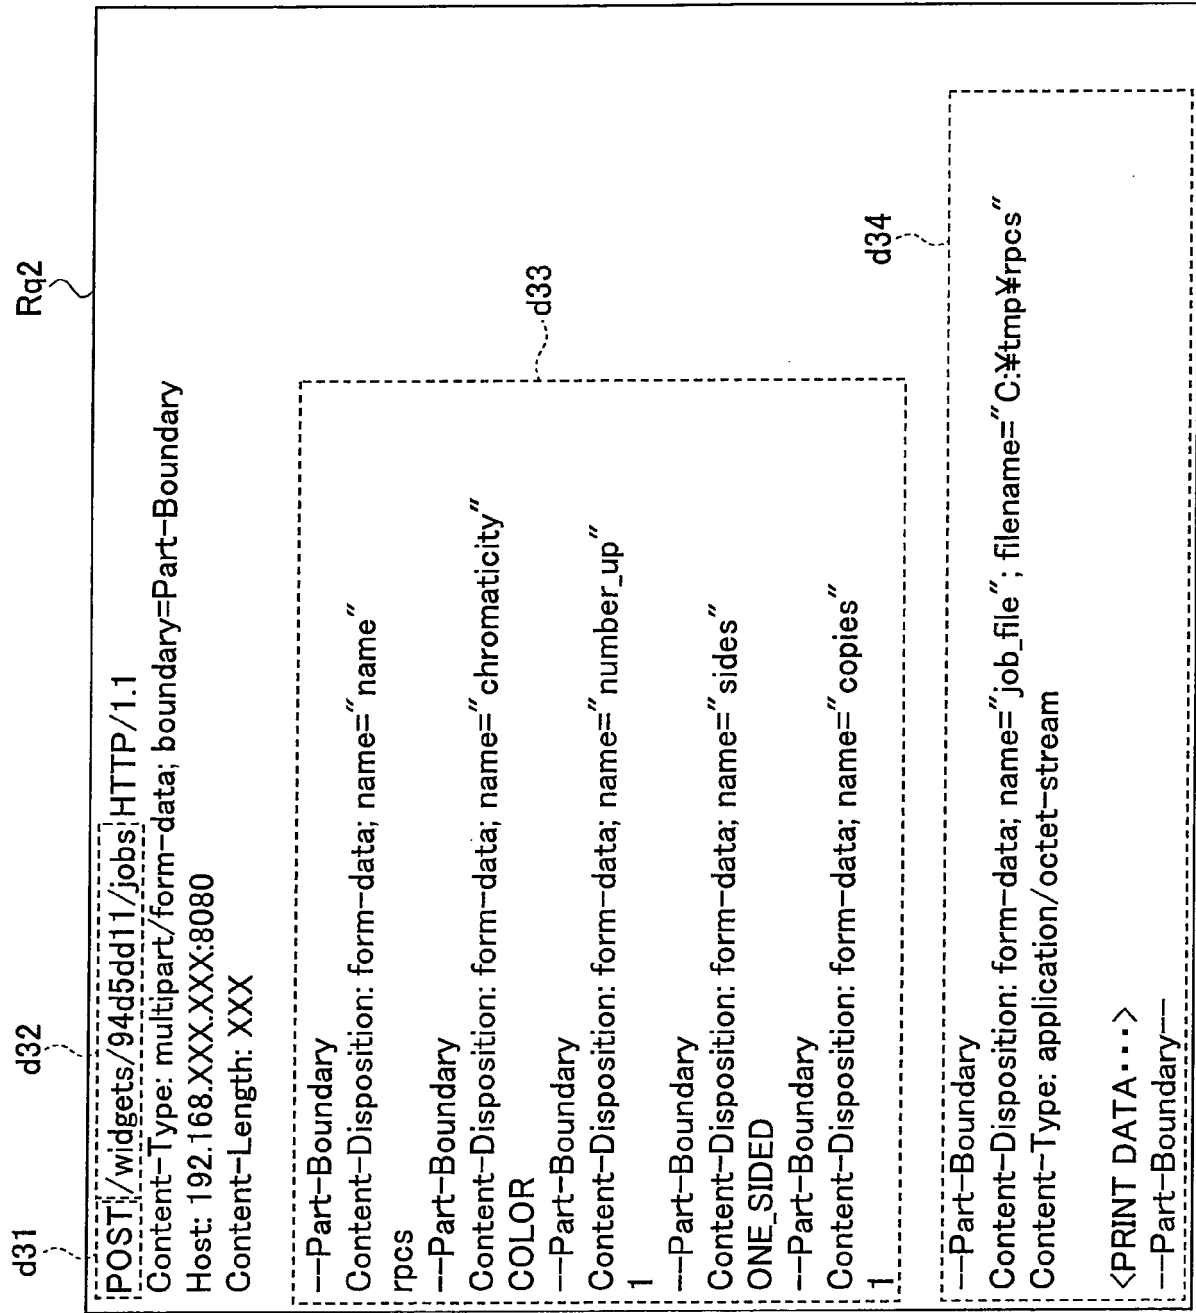 Rq2
d31
d32
POST /widgets/94d5dd11/jobs HTTP/1.1
Content-Type: multipart/form-data; boundary=Part-Boundary
Host: 192.168.XXX.XXX:8080
Content-Length: XXX
d33
--Part-Boundary
Content-Disposition: form-data; name="name"
rpcs
--Part-Boundary
Content-Disposition: form-data; name="chromaticity"
COLOR
--Part-Boundary
Content-Disposition: form-data; name="number_up"
1
--Part-Boundary
Content-Disposition: form-data; name="sides"
ONE_SIDED
--Part-Boundary
Content-Disposition: form-data; name="copies"
1
d34
--Part-Boundary
Content-Disposition: form-data; name="job_file"; filename="C:¥tmp¥rpcs"
Content-Type: application/octet-stream
<PRINT DATA・・・>
--Part-Boundary--